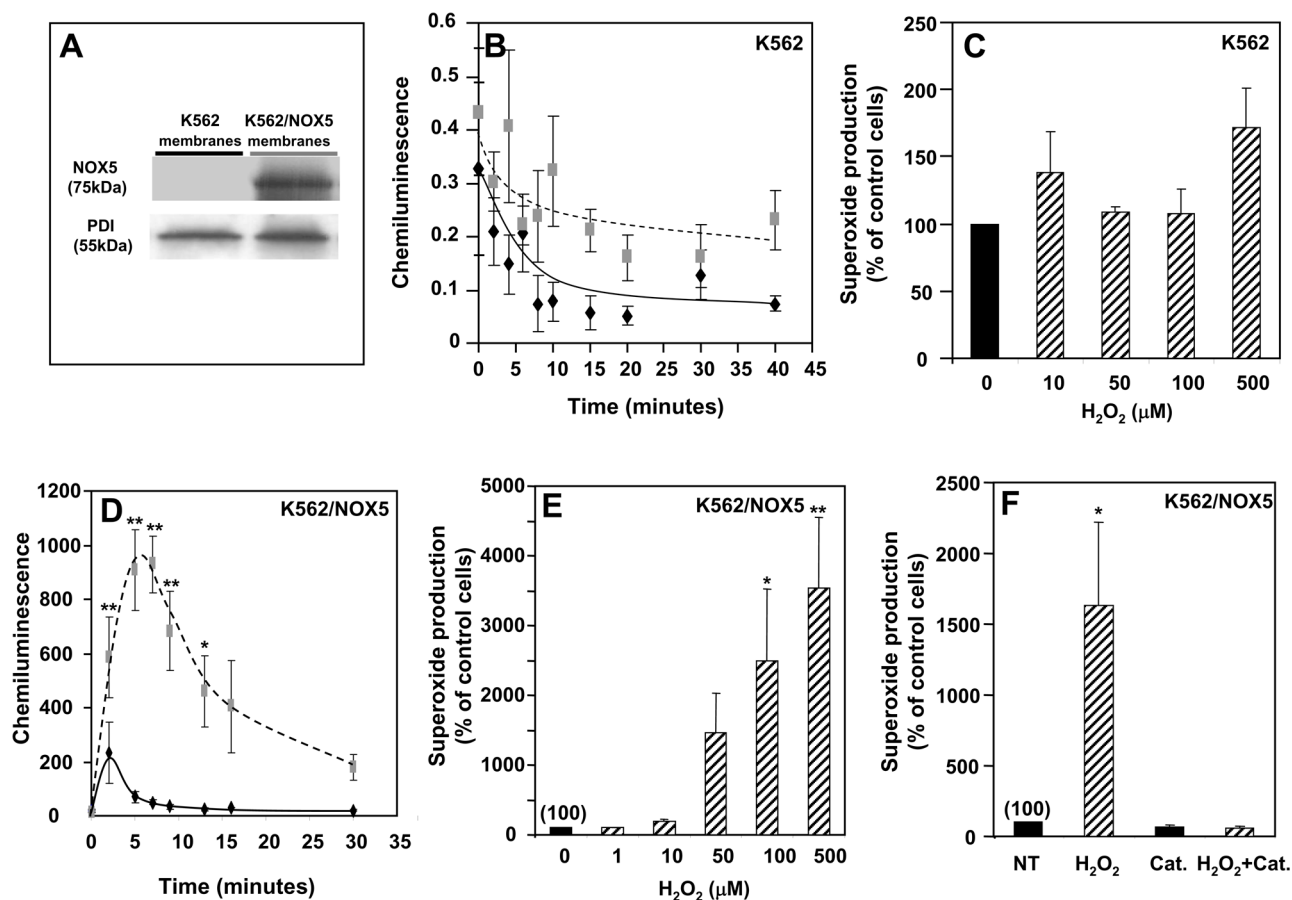 A
K562
membranes
K562/NOX5
membranes
NOX5
(75kDa)
PDI
(55kDa)
B
K562
Chemiluminescence
0.6
0.5
0.4
0.3
0.2
0.1
0
0 5 10 15 20 25 30 35 40 45
Time (minutes)
C
K562
Superoxide production
(% of control cells)
250
200
150
100
50
0
0 10 50 100 500
H₂O₂ (μM)
D
K562/NOX5
Chemiluminescence
1200
1000
800
600
400
200
0
** ** ** ** *
0 5 10 15 20 25 30 35
Time (minutes)
E
K562/NOX5
Superoxide production
(% of control cells)
5000
4000
3000
2000
1000
0
(100)
* **
0 1 10 50 100 500
H₂O₂ (μM)
F
K562/NOX5
Superoxide production
(% of control cells)
2500
2000
1500
1000
500
0
(100)
*
NT H₂O₂ Cat. H₂O₂+Cat.